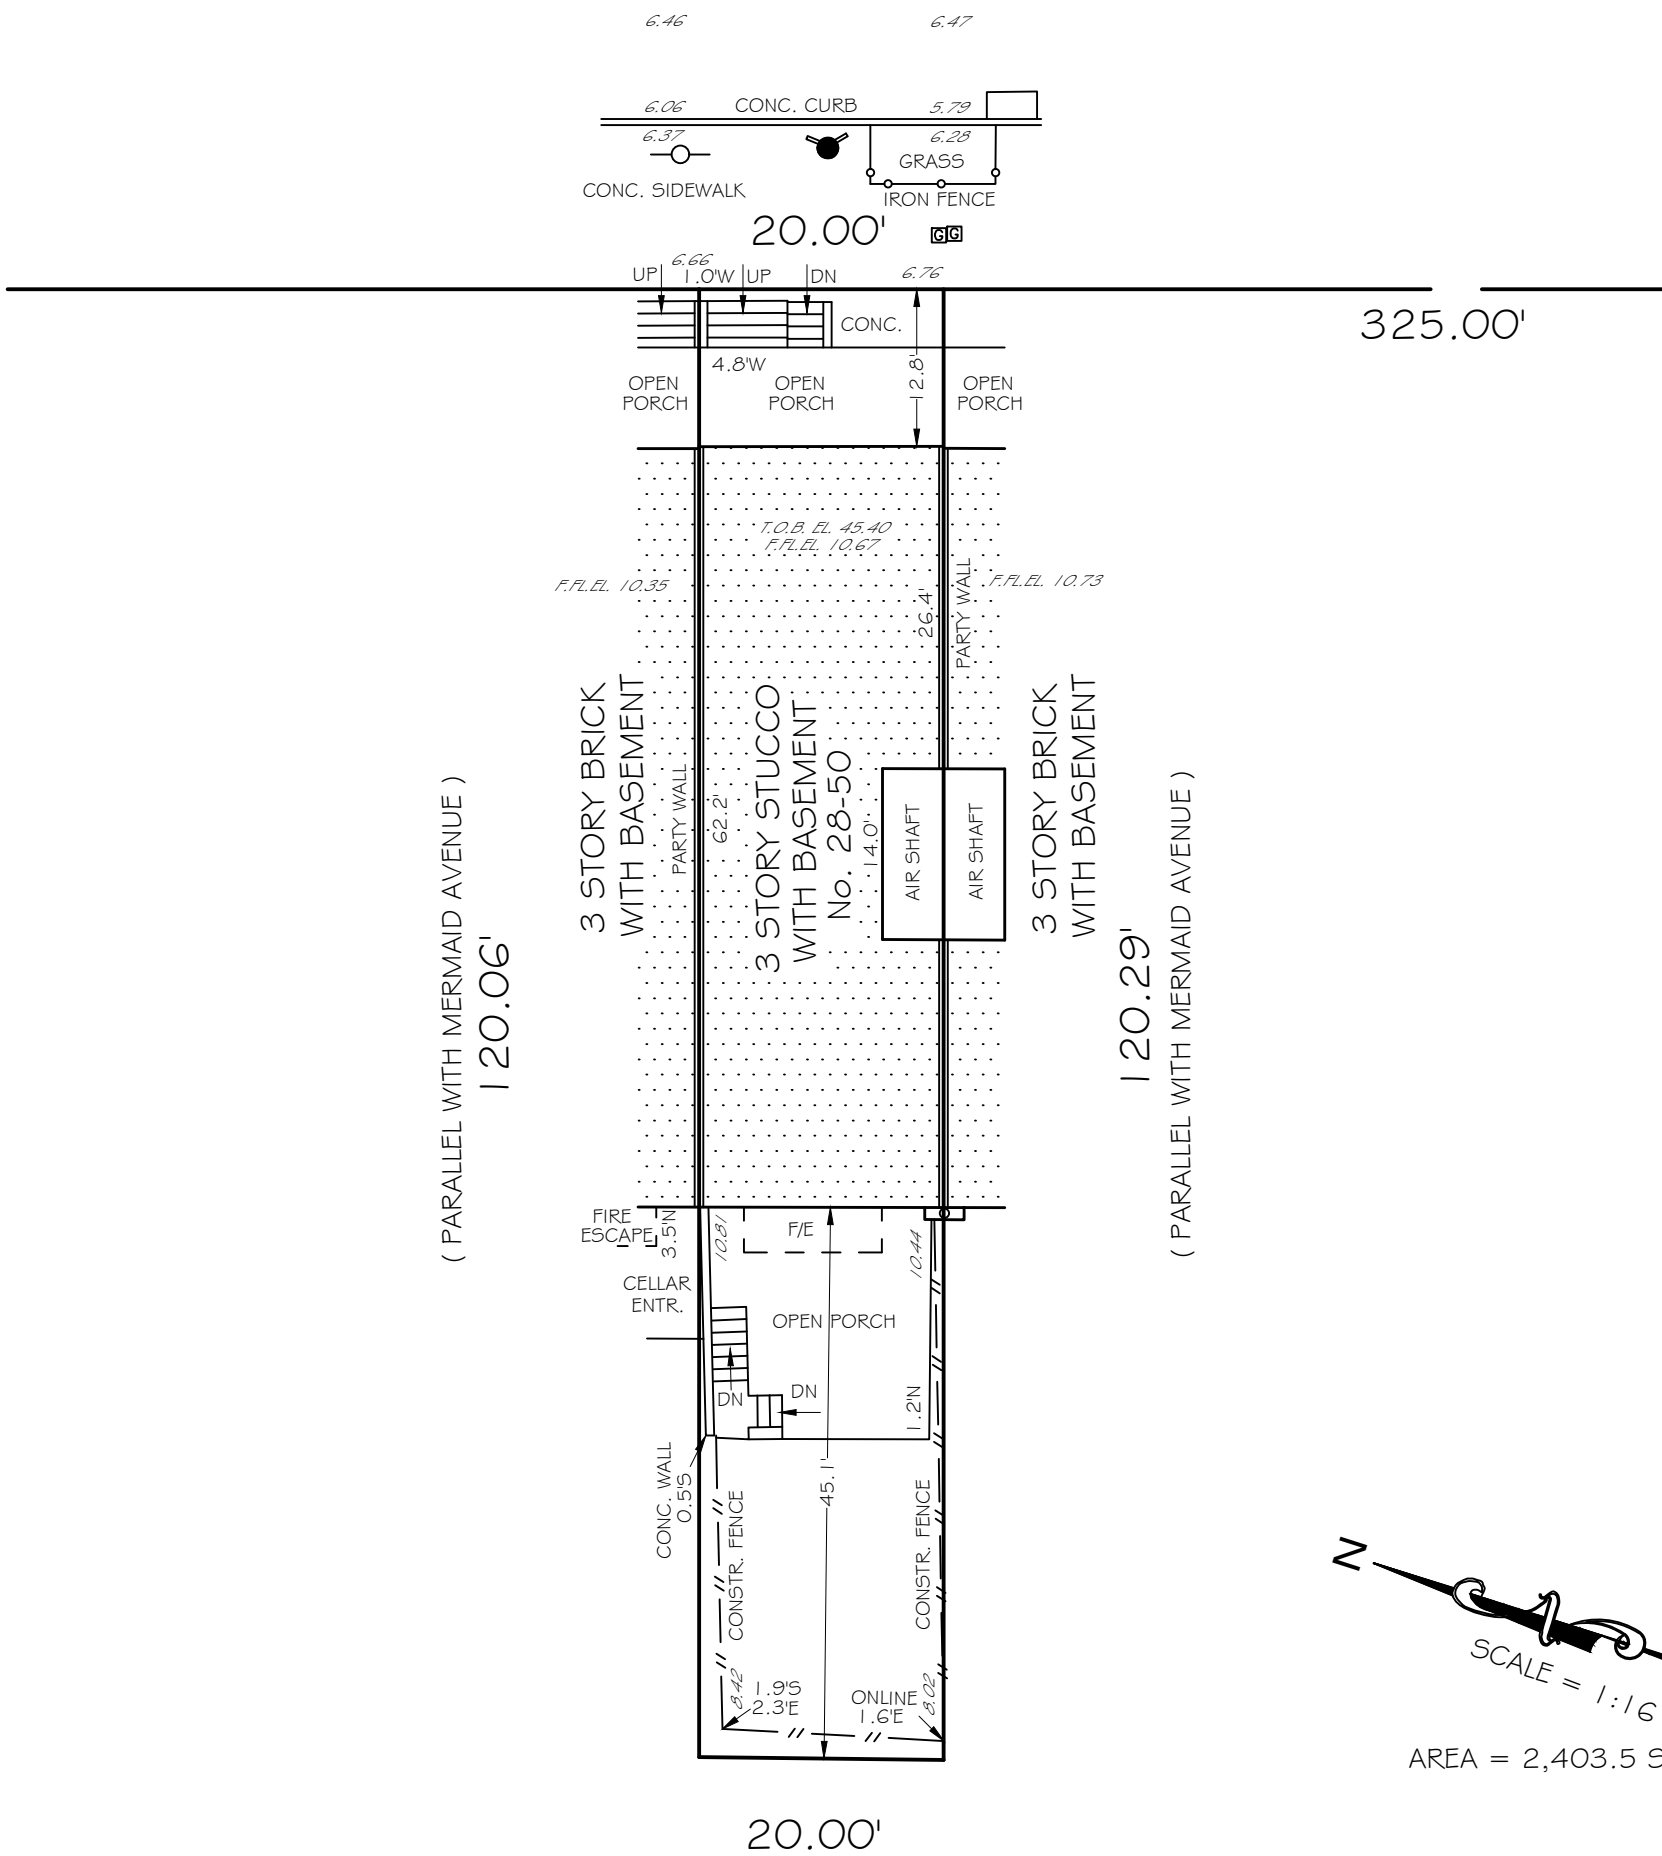 6.46
6.47
6.06
CONC. CURB
5.79
6.37
6.28
GRASS
CONC. SIDEWALK
IRON FENCE
20.00'
G G
6.66
6.76
UP
1.0'W
UP
DN
325.00'
CONC.
4.8'W
12.8'
OPEN
PORCH
OPEN
PORCH
OPEN
PORCH
T.O.B. EL. 45.40
F.FL.EL. 10.67
F.FL.EL. 10.35
F.FL.EL. 10.73
26.4'
PARTY WALL
3 STORY BRICK
WITH BASEMENT
PARTY WALL
62.2'
3 STORY STUCCO
WITH BASEMENT
No. 28-50
14.0'
AIR SHAFT
AIR SHAFT
3 STORY BRICK
WITH BASEMENT
( PARALLEL WITH MERMAID AVENUE )
120.06'
120.29'
( PARALLEL WITH MERMAID AVENUE )
FIRE
ESCAPE
3.5'N
10.81
F/E
10.44
CELLAR
ENTR.
OPEN PORCH
DN
DN
1.2'N
CONC. WALL
0.5'S
45.1'
CONSTR. FENCE
CONSTR. FENCE
8.42
1.9'S
2.3'E
ONLINE
1.6'E
8.02
N
SCALE = 1:16
AREA = 2,403.5 S
20.00'